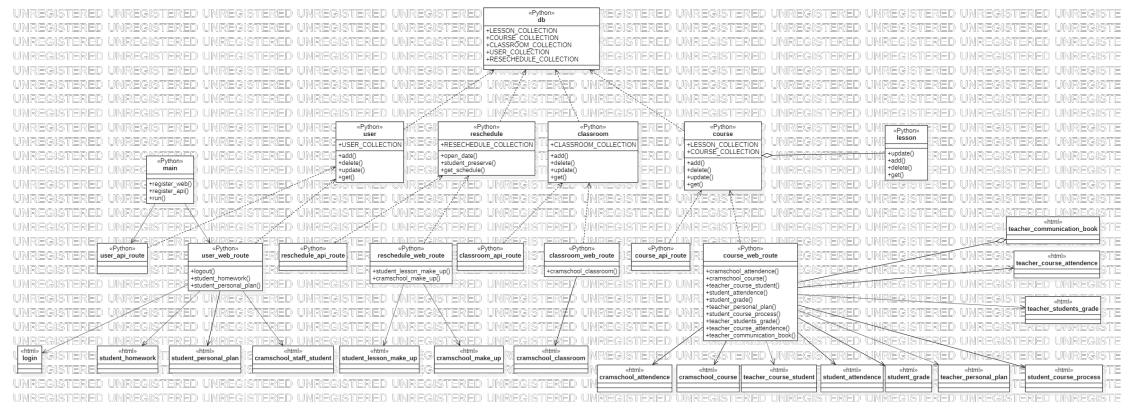 «Python»
db
+LESSON_COLLECTION
+COURSE_COLLECTION
+CLASSROOM_COLLECTION
+USER_COLLECTION
+RESECHEDULE_COLLECTION
«Python»
user
+USER_COLLECTION
+add()
+delete()
+update()
+get()
«Python»
reschedule
+RESECHEDULE_COLLECTION
+open_date()
+student_preserve()
+get_schedule()
«Python»
classroom
+CLASSROOM_COLLECTION
+add()
+delete()
+update()
+get()
«Python»
course
+LESSON_COLLECTION
+COURSE_COLLECTION
+add()
+delete()
+update()
+get()
«Python»
lesson
+update()
+add()
+delete()
+get()
«Python»
main
+register_web()
+register_api()
+run()
«Python»
user_api_route
«Python»
user_web_route
+logout()
+student_homework()
+student_personal_plan()
«Python»
reschedule_api_route
«Python»
reschedule_web_route
+student_lesson_make_up()
+cramschool_make_up()
«Python»
classroom_api_route
«Python»
classroom_web_route
+cramschool_classroom()
«Python»
course_api_route
«Python»
course_web_route
+cramschool_attendence()
+cramschool_course()
+teacher_course_student()
+student_attendence()
+student_grade()
+teacher_personal_plan()
+student_course_process()
+teacher_students_grade()
+teacher_course_attendence()
+teacher_communication_book()
«html»
teacher_communication_book
«html»
teacher_course_attendence
«html»
teacher_students_grade
«html»
login
«html»
student_homework
«html»
student_personal_plan
«html»
cramschool_staff_student
«html»
student_lesson_make_up
«html»
cramschool_make_up
«html»
cramschool_classroom
«html»
cramschool_attendence
«html»
cramschool_course
«html»
teacher_course_student
«html»
student_attendence
«html»
student_grade
«html»
teacher_personal_plan
«html»
student_course_process
UNREGISTERED